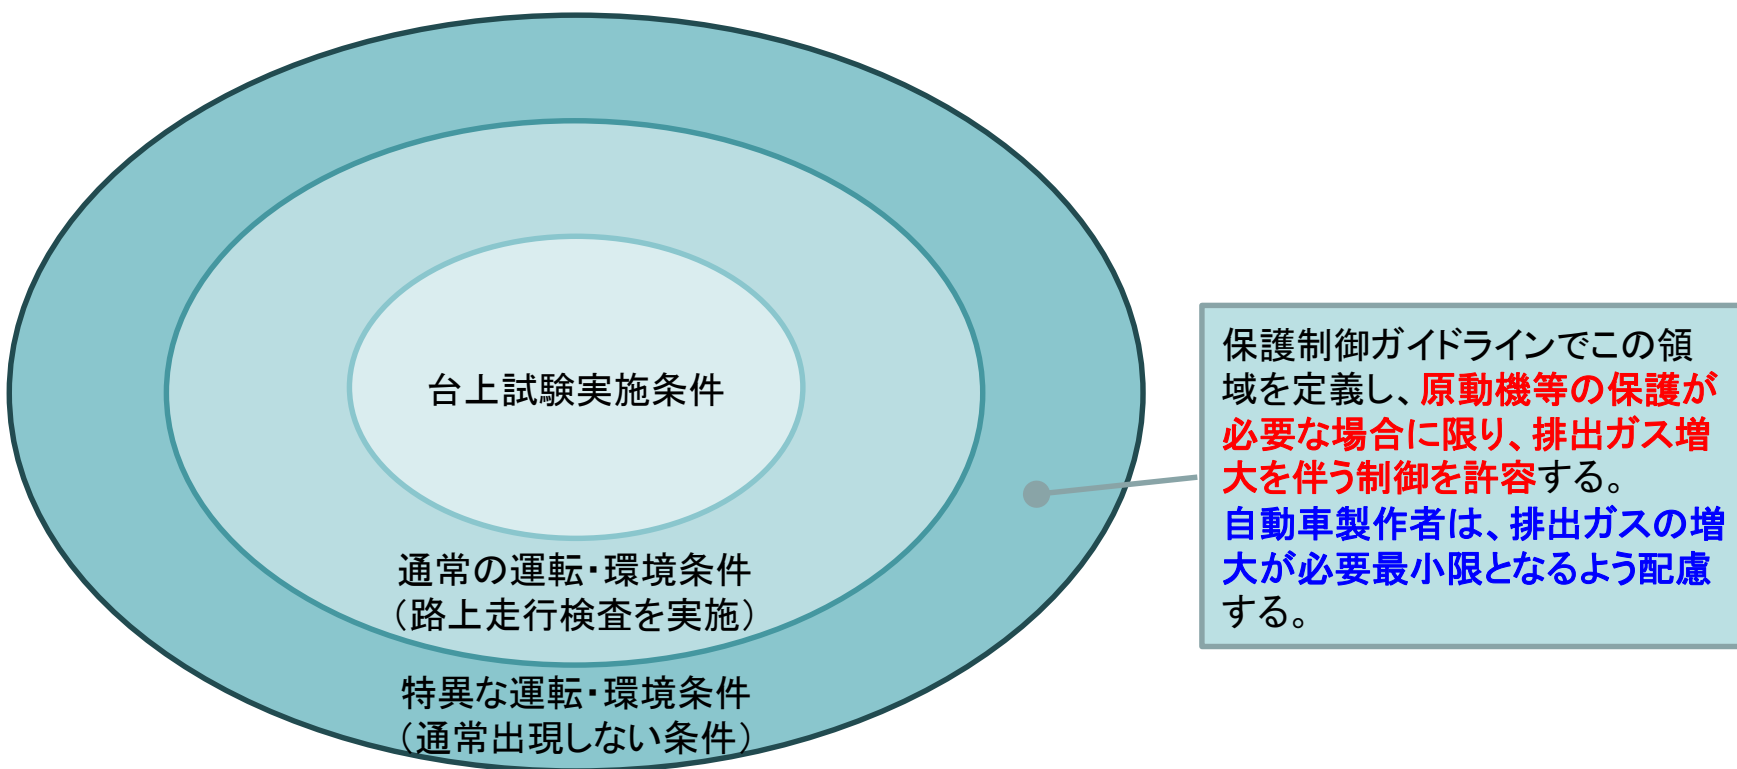 台上試験実施条件
通常の運転・環境条件
（路上走行検査を実施）
特異な運転・環境条件
（通常出現しない条件）
保護制御ガイドラインでこの領
域を定義し、原動機等の保護が
必要な場合に限り、排出ガス増
大を伴う制御を許容する。
自動車製作者は、排出ガスの増
大が必要最小限となるよう配慮
する。